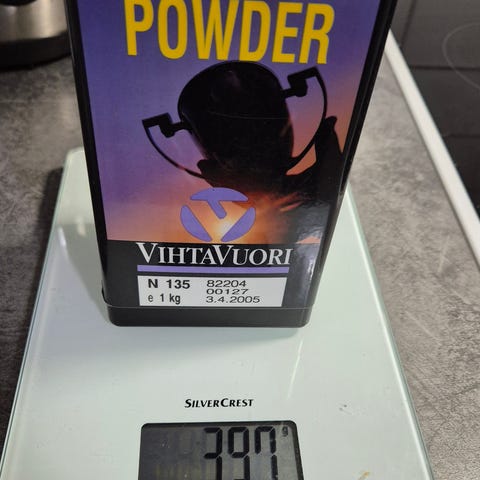 POWDER
VIHTAVUORI
N 135 82204
00127
e 1 kg 3.4.2005
SILVERCREST
397 g